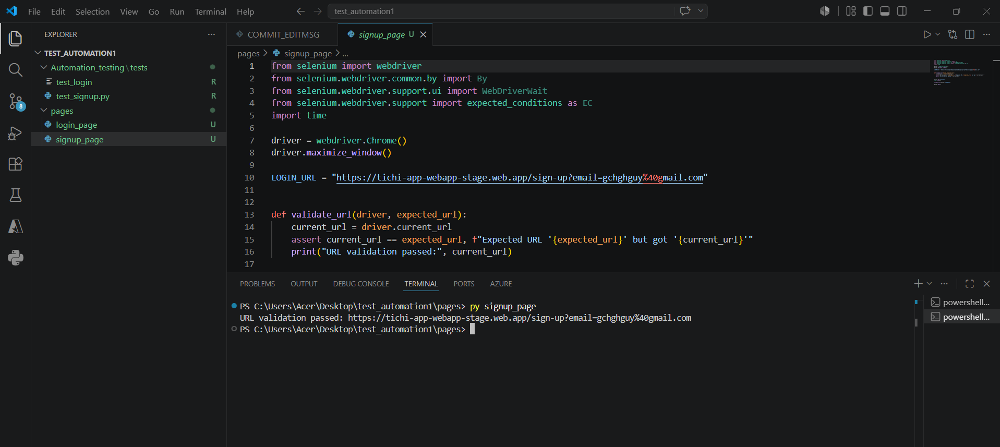 File Edit Selection View Go Run Terminal Help
test_automation1
EXPLORER
TEST_AUTOMATION1
Automation_testing\tests
test_login R
test_signup.py R
pages
login_page U
signup_page U
8
COMMIT_EDITMSG
signup_page U
pages > signup_page > ...
1 from selenium import webdriver
2 from selenium.webdriver.common.by import By
3 from selenium.webdriver.support.ui import WebDriverWait
4 from selenium.webdriver.support import expected_conditions as EC
5 import time
6
7 driver = webdriver.Chrome()
8 driver.maximize_window()
9
10 LOGIN_URL = "https://tichi-app-webapp-stage.web.app/sign-up?email=gchghguy%40gmail.com"
11
12
13 def validate_url(driver, expected_url):
14     current_url = driver.current_url
15     assert current_url == expected_url, f"Expected URL '{expected_url}' but got '{current_url}'"
16     print("URL validation passed:", current_url)
17
PROBLEMS OUTPUT DEBUG CONSOLE TERMINAL PORTS AZURE
PS C:\Users\Acer\Desktop\test_automation1\pages> py signup_page
URL validation passed: https://tichi-app-webapp-stage.web.app/sign-up?email=gchghguy%40gmail.com
PS C:\Users\Acer\Desktop\test_automation1\pages>
powershell...
powershell...